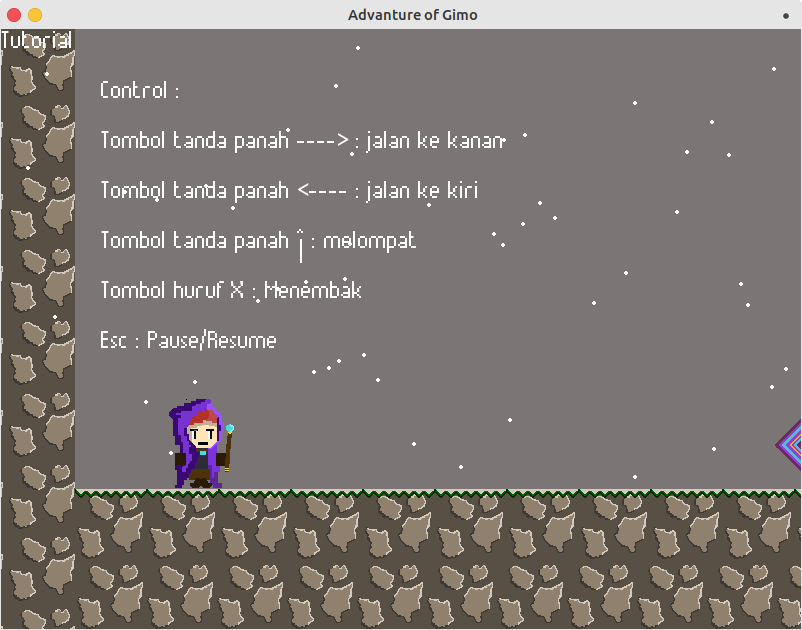 Advanture of Gimo
Tutorial
Control :
Tombol tanda panah ----> : jalan ke kanan
Tombol tanda panah <---- : jalan ke kiri
Tombol tanda panah ^| : melompat
Tombol huruf X : Menembak
Esc : Pause/Resume